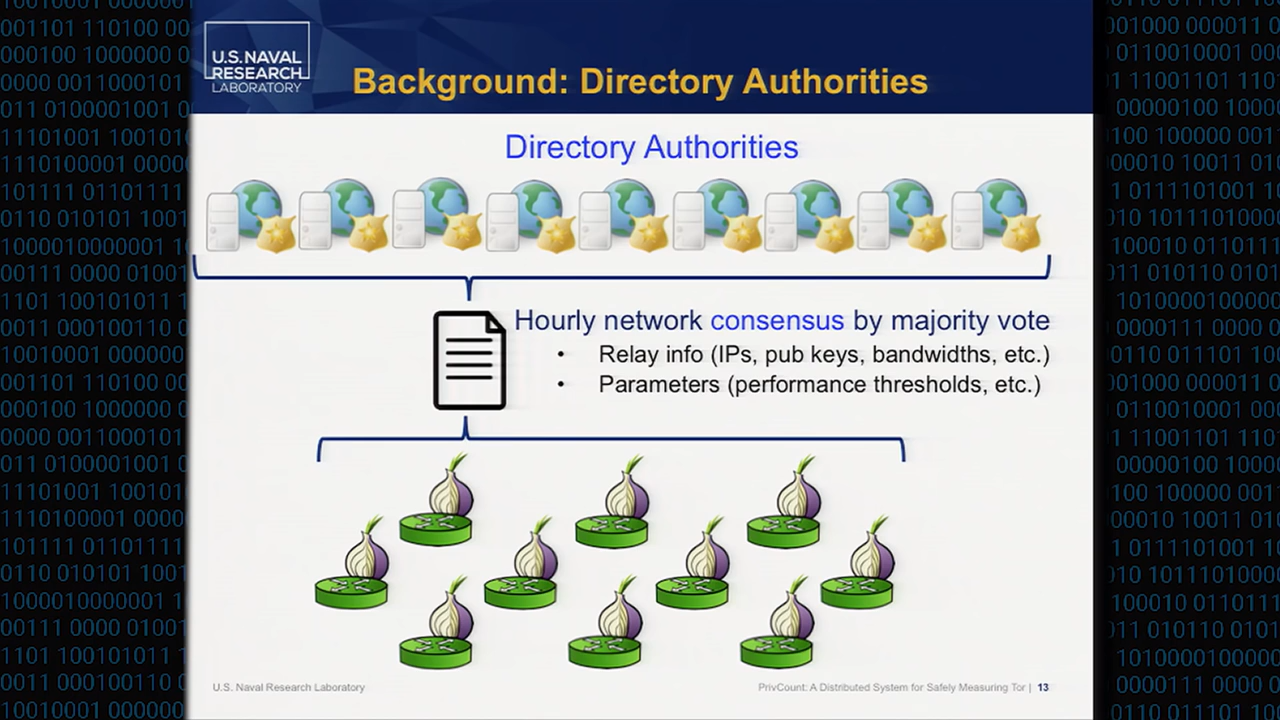 U.S. NAVAL
RESEARCH
LABORATORY
Background: Directory Authorities
Directory Authorities
Hourly network consensus by majority vote
• Relay info (IPs, pub keys, bandwidths, etc.)
• Parameters (performance thresholds, etc.)
U.S. Naval Research Laboratory
PrivCount: A Distributed System for Safely Measuring Tor | 13